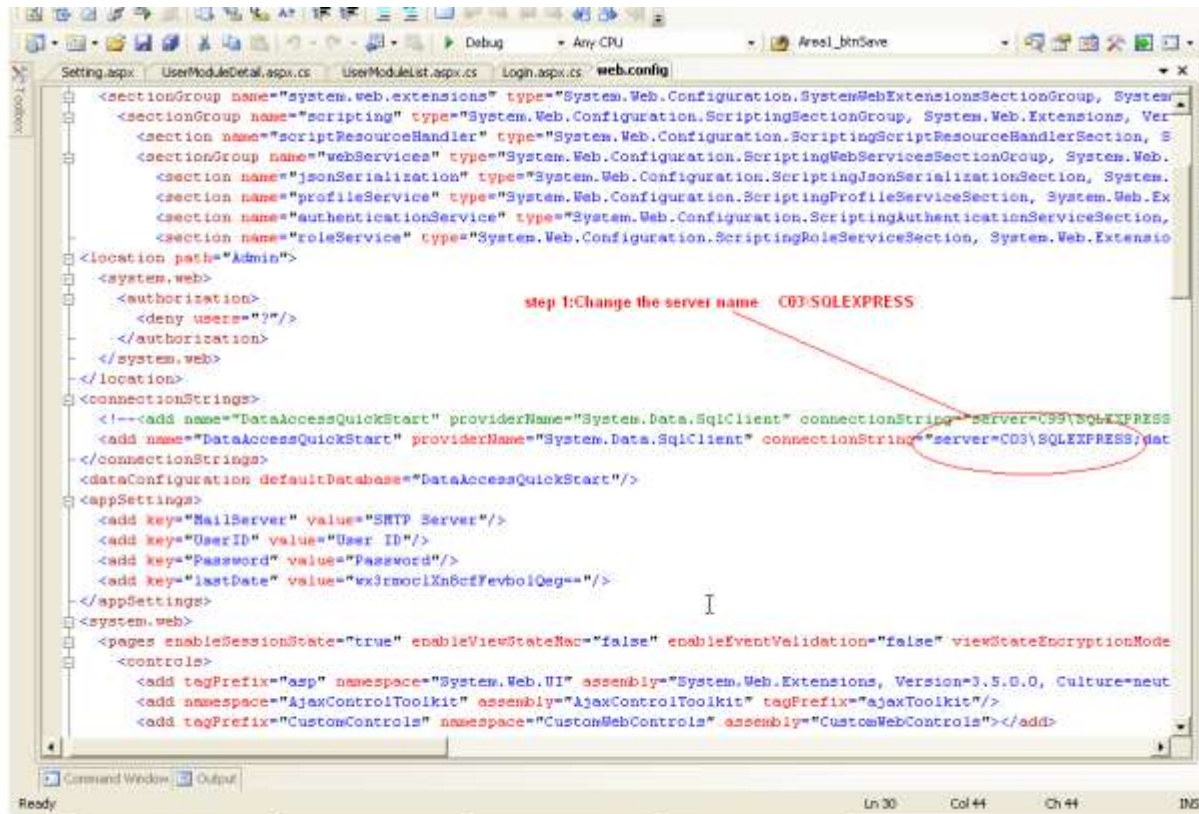 Debug Any CPU Area1_btnSave
Setting.aspx UserModuleDetail.aspx.cs UserModuleList.aspx.cs Login.aspx.cs web.config
Toolbox
<sectionGroup name="system.web.extensions" type="System.Web.Configuration.SystemWebExtensionsSectionGroup, System
<sectionGroup name="scripting" type="System.Web.Configuration.ScriptingSectionGroup, System.Web.Extensions, Ver
<section name="scriptResourceHandler" type="System.Web.Configuration.ScriptingScriptResourceHandlerSection, S
<sectionGroup name="webServices" type="System.Web.Configuration.ScriptingWebServicesSectionGroup, System.Web.
<section name="jsonSerialization" type="System.Web.Configuration.ScriptingJsonSerializationSection, System.
<section name="profileService" type="System.Web.Configuration.ScriptingProfileServiceSection, System.Web.Ex
<section name="authenticationService" type="System.Web.Configuration.ScriptingAuthenticationServiceSection,
<section name="roleService" type="System.Web.Configuration.ScriptingRoleServiceSection, System.Web.Extensio
<location path="Admin">
<system.web>
<authorization>
step 1:Change the server name C03\SQLEXPRESS
<deny users="?"/>
</authorization>
</system.web>
</location>
<connectionStrings>
<!--<add name="DataAccessQuickStart" providerName="System.Data.SqlClient" connectionString="server=C99\SQLEXPRESS
<add name="DataAccessQuickStart" providerName="System.Data.SqlClient" connectionString="server=C03\SQLEXPRESS;dat
</connectionStrings>
<dataConfiguration defaultDatabase="DataAccessQuickStart"/>
<appSettings>
<add key="MailServer" value="SMTP Server"/>
<add key="UserID" value="User ID"/>
<add key="Password" value="Password"/>
<add key="lastDate" value=
</appSettings>
<system.web>
<pages enableSessionState="true" enableViewStateMac="false" enableEventValidation="false" viewStateEncryptionMode
<controls>
<add tagPrefix="asp" namespace="System.Web.UI" assembly="System.Web.Extensions, Version=3.5.0.0, Culture=neut
<add namespace="AjaxControlToolkit" assembly="AjaxControlToolkit" tagPrefix="ajaxToolkit"/>
<add tagPrefix="CustomControls" namespace="CustomWebControls" assembly="CustomWebControls"></add>
Command Window Output
Ready Ln 30 Col 44 Ch 44 INS